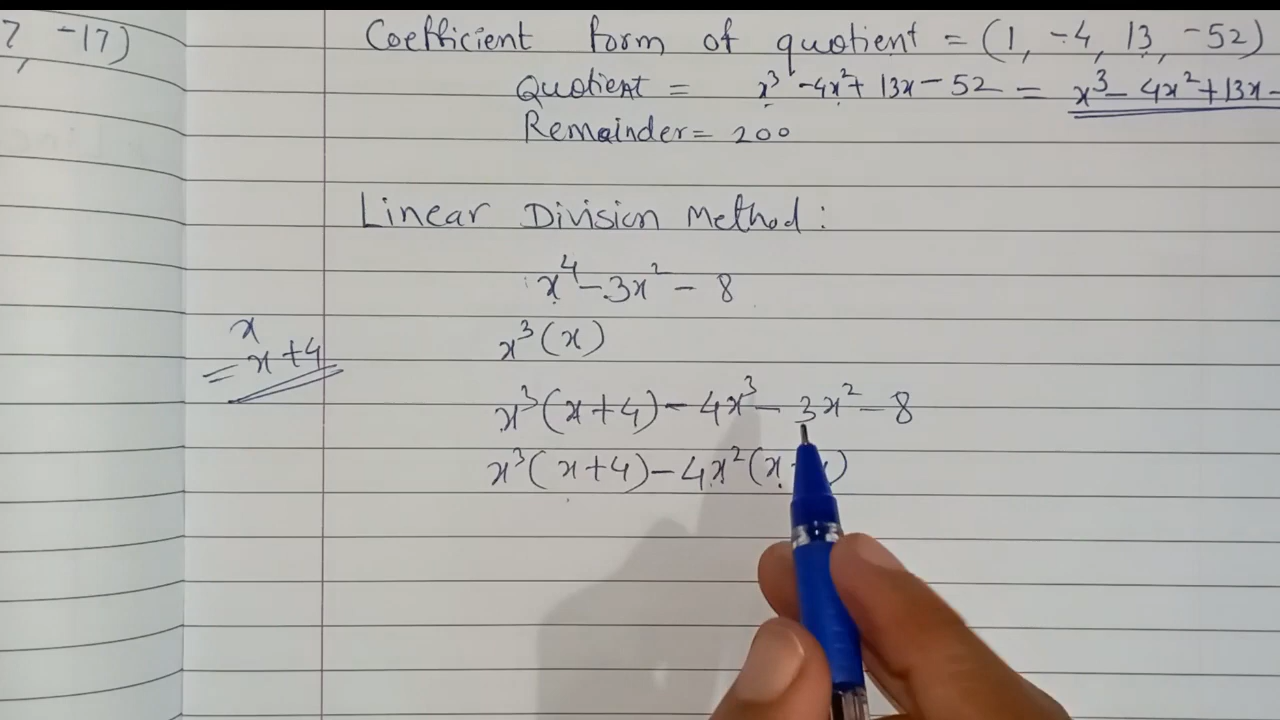 7, -17)
Coefficient form of quotient = (1, -4, 13, -52)
Quotient = x³ - 4x² + 13x - 52 = x³ - 4x² + 13x -
Remainder = 200
Linear Division Method :
x⁴ - 3x² - 8
x
= x + 4
x³(x)
x³(x+4) - 4x³ - 3x² - 8
x³(x+4) - 4x²(x